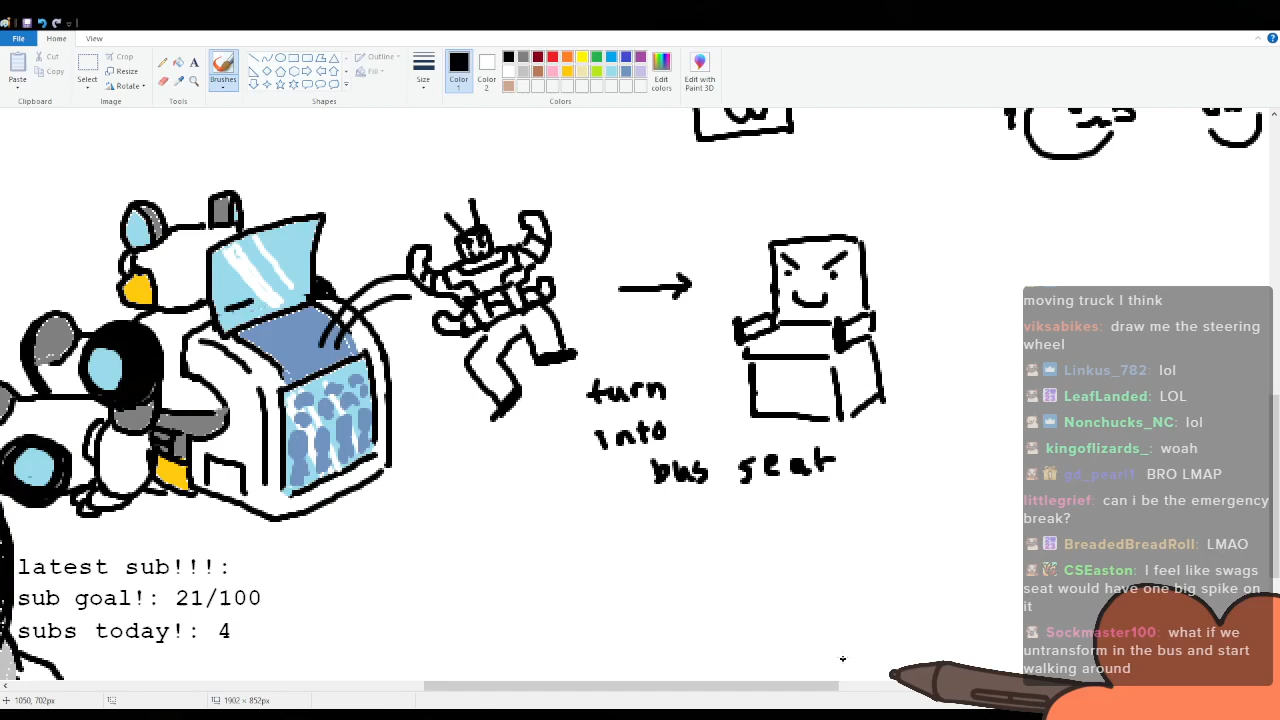 File
Home
View
Paste
Cut
Copy
Clipboard
Select
Crop
Resize
Rotate
Image
Tools
Brushes
Shapes
Outline
Fill
Size
Color
1
Color
2
Edit
colors
Edit with
Paint 3D
Colors
turn
into
bus seat
latest sub!!!:
sub goal!: 21/100
subs today!: 4
moving truck I think
viksabikes: draw me the steering
wheel
Linkus_782: lol
LeafLanded: LOL
Nonchucks_NC: lol
kingoflizards_: woah
gd_pearl1 BRO LMAP
littlegrief: can i be the emergency
break?
BreadedBreadRoll: LMAO
CSEaston: I feel like swags
seat would have one big spike on
it
Sockmaster100: what if we
untransform in the bus and start
walking around
1050, 702px
1902 × 852px